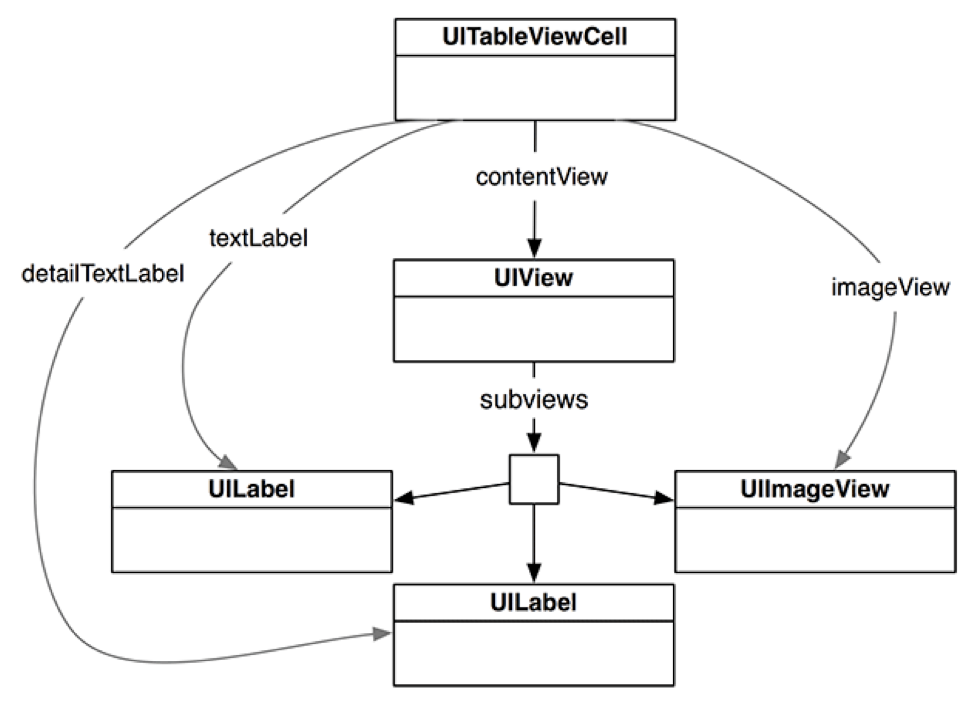 UITableViewCell
contentView
textLabel
detailTextLabel
UIView
imageView
subviews
UILabel
UIImageView
UILabel